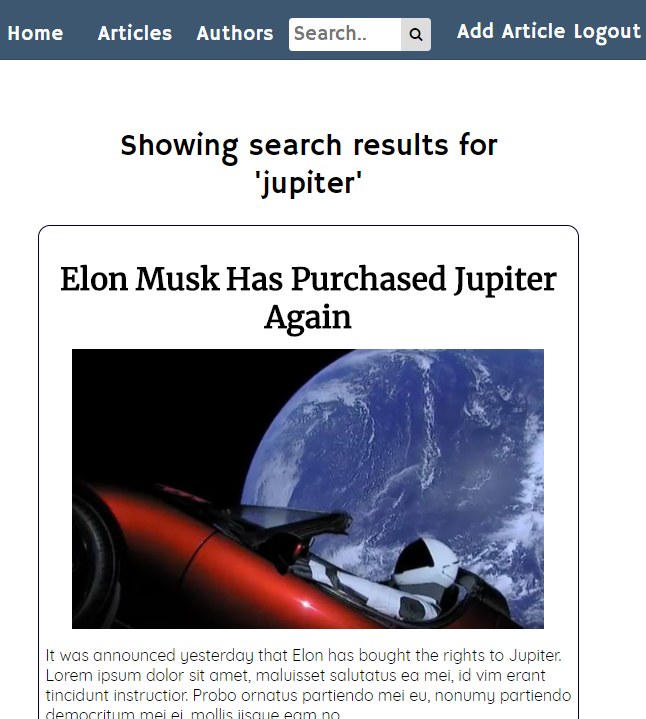 Home Articles Authors Search.. Add Article Logout
Showing search results for
'jupiter'
Elon Musk Has Purchased Jupiter
Again
It was announced yesterday that Elon has bought the rights to Jupiter.
Lorem ipsum dolor sit amet, maluisset salutatus ea mei, id vim erant
tincidunt instructior. Probo ornatus partiendo mei eu, nonumy partiendo
democritum mei ei, mollis iisque eam no